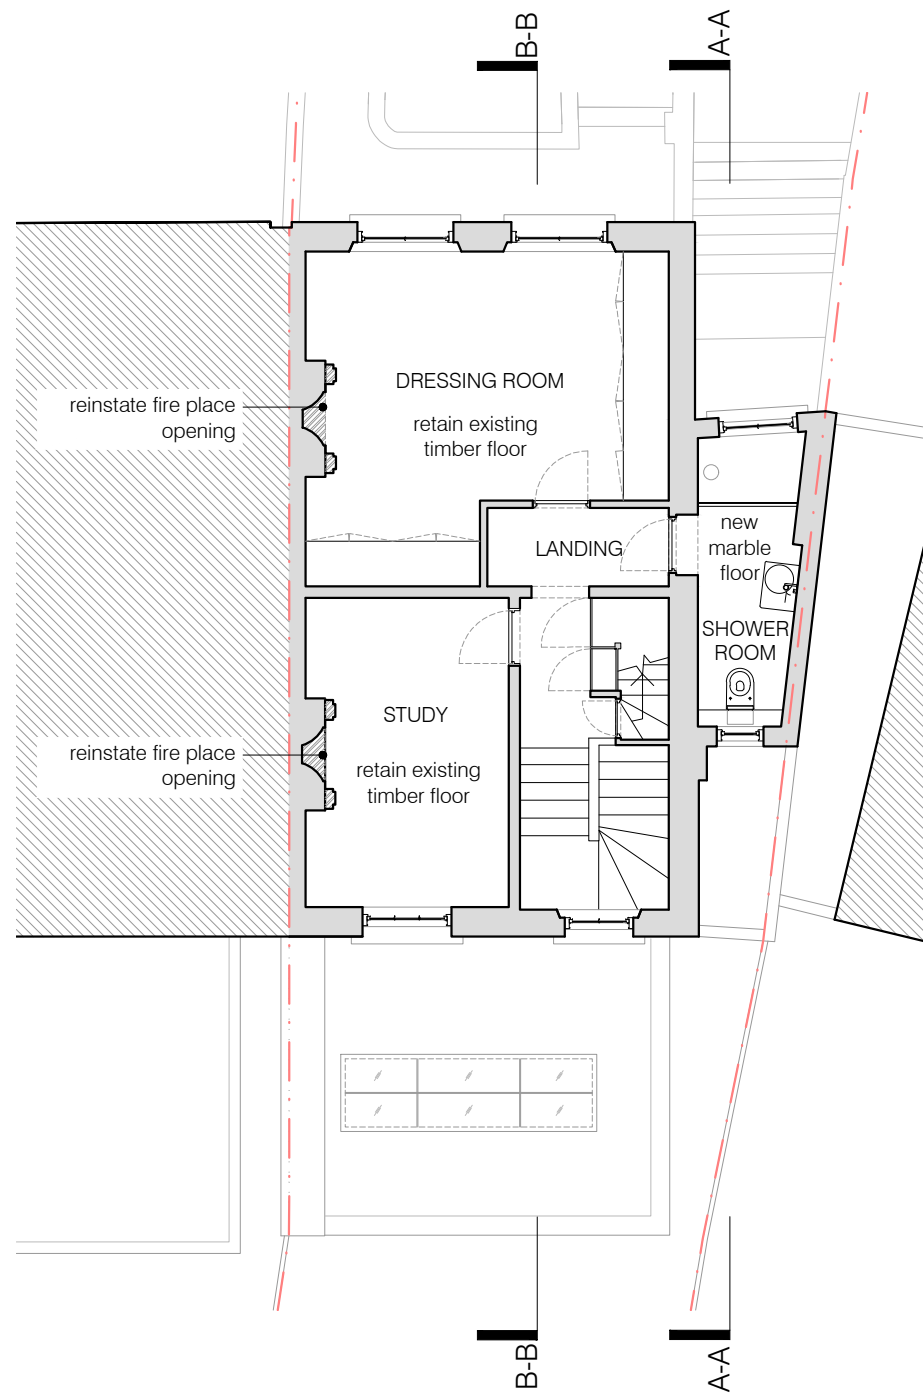 B-B
A-A
DRESSING ROOM
reinstate fire place
opening
retain existing
timber floor
LANDING
new
marble
floor
SHOWER
ROOM
STUDY
reinstate fire place
opening
retain existing
timber floor
B-B
A-A